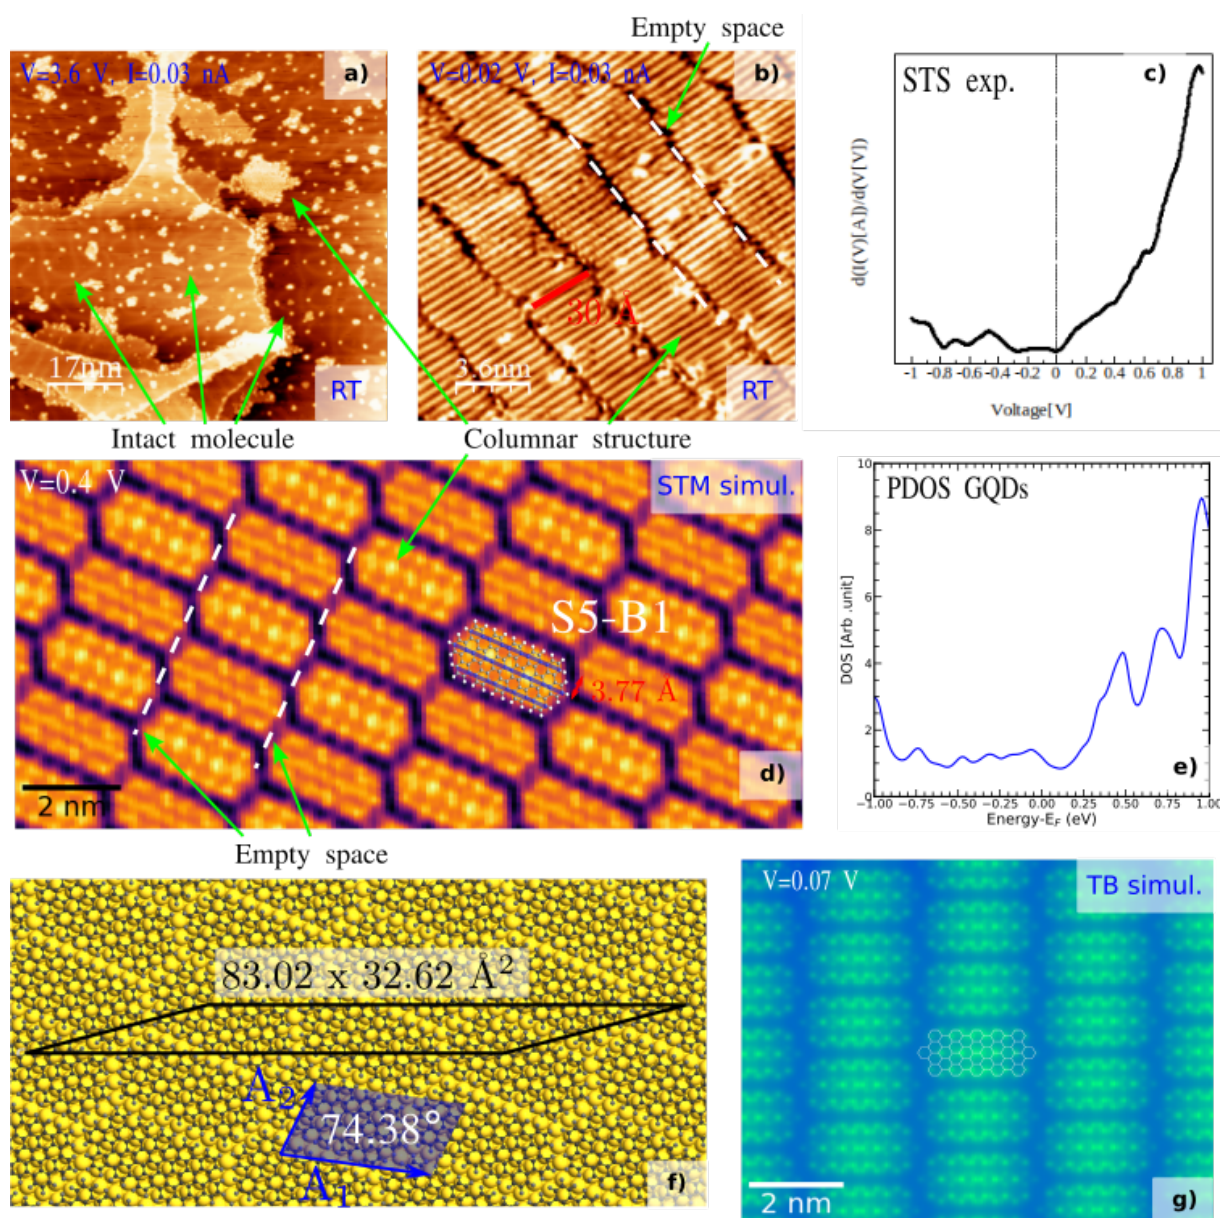 Empty space
V=3.6 V, I=0.03 nA
a)
17nm
RT
V=0.02 V, I=0.03 nA
b)
30 Å
3.6nm
RT
STS exp.
c)
d(I(V)[A])/d(V[V])
-1 -0.8 -0.6 -0.4 -0.2 0 0.2 0.4 0.6 0.8 1
Voltage[V]
Intact molecule
Columnar structure
V=0.4 V
STM simul.
S5-B1
3.77 Å
2 nm
d)
Empty space
PDOS GQDs
10
8
6
4
2
0
DOS [Arb .unit]
e)
−1.00 −0.75 −0.50 −0.25 0.00 0.25 0.50 0.75 1.00
Energy-E_F (eV)
83.02 x 32.62 Å²
A₂
74.38°
A₁
f)
V=0.07 V
TB simul.
2 nm
g)